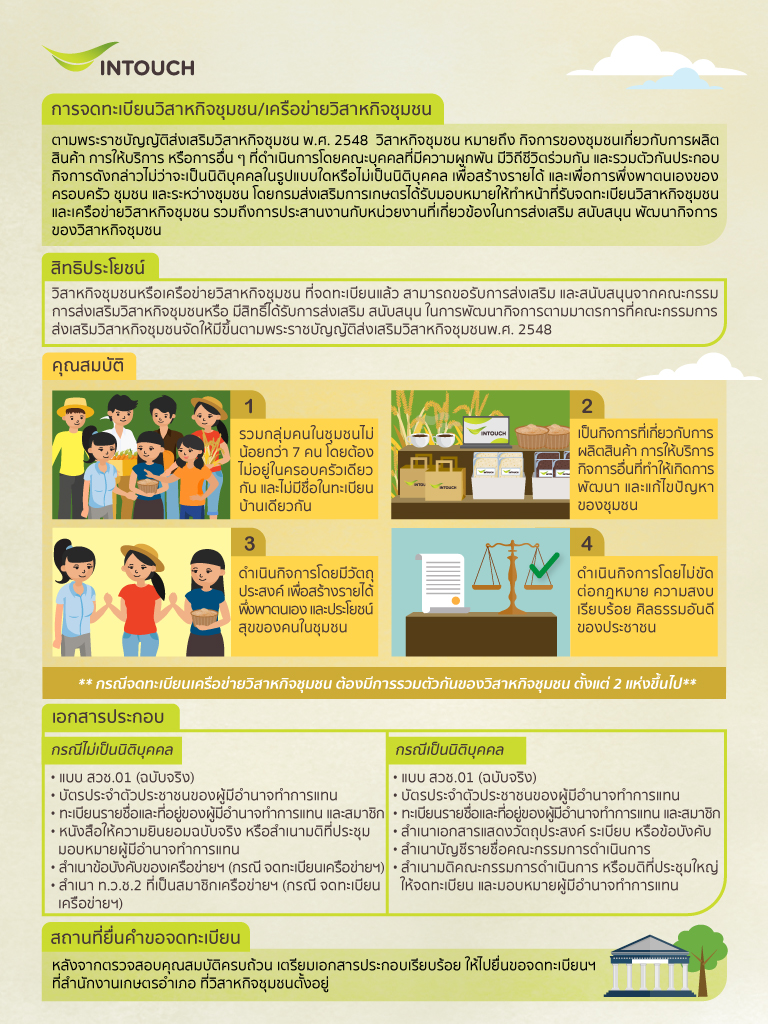 INTOUCH
การจดทะเบียนวิสาหกิจชุมชน/เครือข่ายวิสาหกิจชุมชน
ตามพระราชบัญญัติส่งเสริมวิสาหกิจชุมชน พ.ศ. 2548 วิสาหกิจชุมชน หมายถึง กิจการของชุมชนเกี่ยวกับการผลิต
สินค้า การให้บริการ หรือการอื่น ๆ ที่ดำเนินการโดยคณะบุคคลที่มีความผูกพัน มีวิถีชีวิตร่วมกัน และรวมตัวกันประกอบ
กิจการดังกล่าวไม่ว่าจะเป็นนิติบุคคลในรูปแบบใดหรือไม่เป็นนิติบุคคล เพื่อสร้างรายได้ และเพื่อการพึ่งพาตนเองของ
ครอบครัว ชุมชน และระหว่างชุมชน โดยกรมส่งเสริมการเกษตรได้รับมอบหมายให้ทำหน้าที่รับจดทะเบียนวิสาหกิจชุมชน
และเครือข่ายวิสาหกิจชุมชน รวมถึงการประสานงานกับหน่วยงานที่เกี่ยวข้องในการส่งเสริม สนับสนุน พัฒนากิจการ
ของวิสาหกิจชุมชน
สิทธิประโยชน์
วิสาหกิจชุมชนหรือเครือข่ายวิสาหกิจชุมชน ที่จดทะเบียนแล้ว สามารถขอรับการส่งเสริม และสนับสนุนจากคณะกรรม
การส่งเสริมวิสาหกิจชุมชนหรือ มีสิทธิ์ได้รับการส่งเสริม สนับสนุน ในการพัฒนากิจการตามมาตรการที่คณะกรรมการ
ส่งเสริมวิสาหกิจชุมชนจัดให้มีขึ้นตามพระราชบัญญัติส่งเสริมวิสาหกิจชุมชนพ.ศ. 2548
คุณสมบัติ
1
รวมกลุ่มคนในชุมชนไม่
น้อยกว่า 7 คน โดยต้อง
ไม่อยู่ในครอบครัวเดียว
กัน และไม่มีชื่อในทะเบียน
บ้านเดียวกัน
INTOUCH
INTOUCH
INTOUCH
2
เป็นกิจการที่เกี่ยวกับการ
ผลิตสินค้า การให้บริการ
กิจการอื่นที่ทำให้เกิดการ
พัฒนา และแก้ไขปัญหา
ของชุมชน
3
ดำเนินกิจการโดยมีวัตถุ
ประสงค์ เพื่อสร้างรายได้
พึ่งพาตนเอง และประโยชน์
สุขของคนในชุมชน
4
ดำเนินกิจการโดยไม่ขัด
ต่อกฎหมาย ความสงบ
เรียบร้อย ศีลธรรมอันดี
ของประชาชน
** กรณีจดทะเบียนเครือข่ายวิสาหกิจชุมชน ต้องมีการรวมตัวกันของวิสาหกิจชุมชน ตั้งแต่ 2 แห่งขึ้นไป**
เอกสารประกอบ
กรณีไม่เป็นนิติบุคคล
• แบบ สวช.01 (ฉบับจริง)
• บัตรประจำตัวประชาชนของผู้มีอำนาจทำการแทน
• ทะเบียนรายชื่อและที่อยู่ของผู้มีอำนาจทำการแทน และสมาชิก
• หนังสือให้ความยินยอมฉบับจริง หรือสำเนามติที่ประชุม
มอบหมายผู้มีอำนาจทำการแทน
• สำเนาข้อบังคับของเครือข่ายฯ (กรณี จดทะเบียนเครือข่ายฯ)
• สำเนา ท.ว.ช.2 ที่เป็นสมาชิกเครือข่ายฯ (กรณี จดทะเบียน
เครือข่ายฯ)
กรณีเป็นนิติบุคคล
• แบบ สวช.01 (ฉบับจริง)
• บัตรประจำตัวประชาชนของผู้มีอำนาจทำการแทน
• ทะเบียนรายชื่อและที่อยู่ของผู้มีอำนาจทำการแทน และสมาชิก
• สำเนาเอกสารแสดงวัตถุประสงค์ ระเบียบ หรือข้อบังคับ
• สำเนาบัญชีรายชื่อคณะกรรมการดำเนินการ
• สำเนามติคณะกรรมการดำเนินการ หรือมติที่ประชุมใหญ่
ให้จดทะเบียน และมอบหมายผู้มีอำนาจทำการแทน
สถานที่ยื่นคำขอจดทะเบียน
หลังจากตรวจสอบคุณสมบัติครบถ้วน เตรียมเอกสารประกอบเรียบร้อย ให้ไปยื่นขอจดทะเบียนฯ
ที่สำนักงานเกษตรอำเภอ ที่วิสาหกิจชุมชนตั้งอยู่